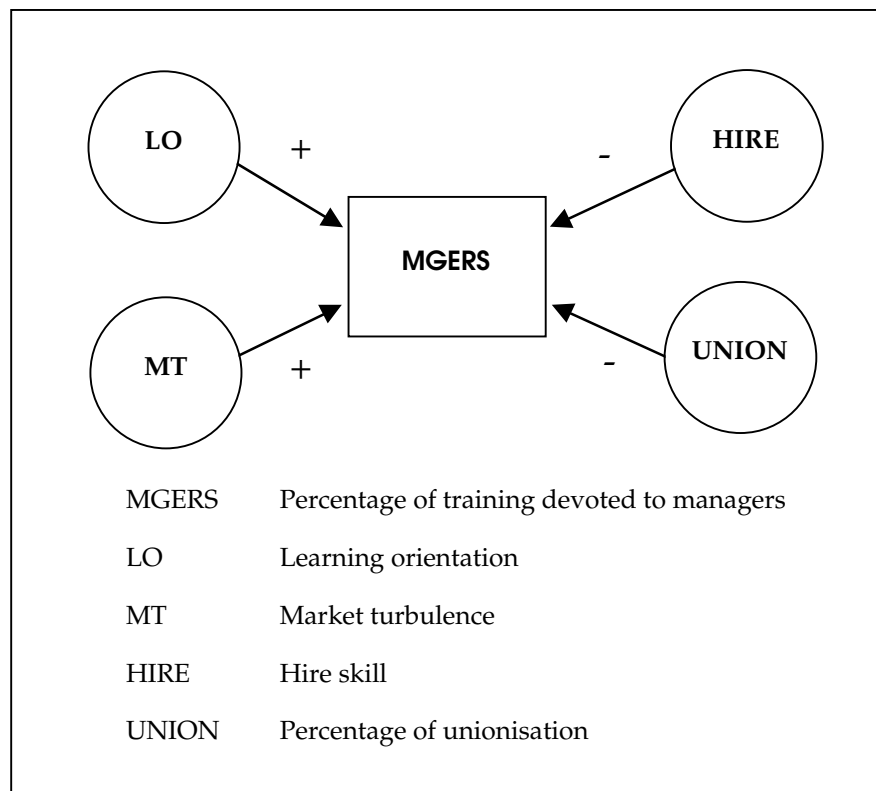 LO
+
-
HIRE
MGERS
MT
+
-
UNION
MGERS Percentage of training devoted to managers
LO Learning orientation
MT Market turbulence
HIRE Hire skill
UNION Percentage of unionisation